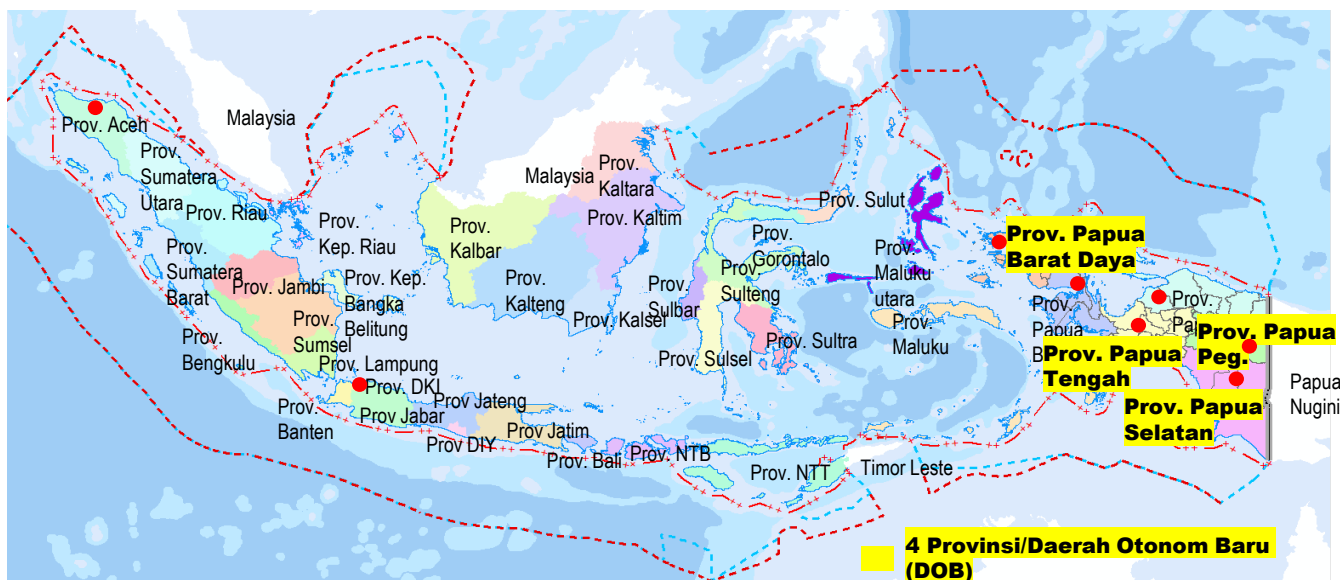 Prov. Aceh
Malaysia
Prov.
Sumatera
Utara
Prov. Riau
Prov.
Kep. Riau
Prov.
Sumatera
Barat
Prov. Jambi
Prov. Kep.
Bangka
Belitung
Prov.
Sumsel
Prov.
Bengkulu
Prov. Lampung
Prov. DKI
Prov.
Banten
Prov Jabar
Prov Jateng
Prov DIY
Prov Jatim
Prov. Bali
Prov. NTB
Prov. NTT
Timor Leste
Malaysia
Prov.
Kaltara
Prov.
Kalbar
Prov. Kaltim
Prov.
Kalteng
Prov. Kalsel
Prov. Sulut
Prov.
Gorontalo
Prov.
Sulteng
Prov.
Sulbar
Prov. Sulsel
Prov. Sultra
Prov.
Maluku
utara
Prov.
Maluku
Prov. Papua
Barat Daya
Prov.
Papua
Prov.
Prov. Papua
Tengah
Prov. Papua
Peg.
Prov. Papua
Selatan
Papua
Nugini
4 Provinsi/Daerah Otonom Baru
(DOB)